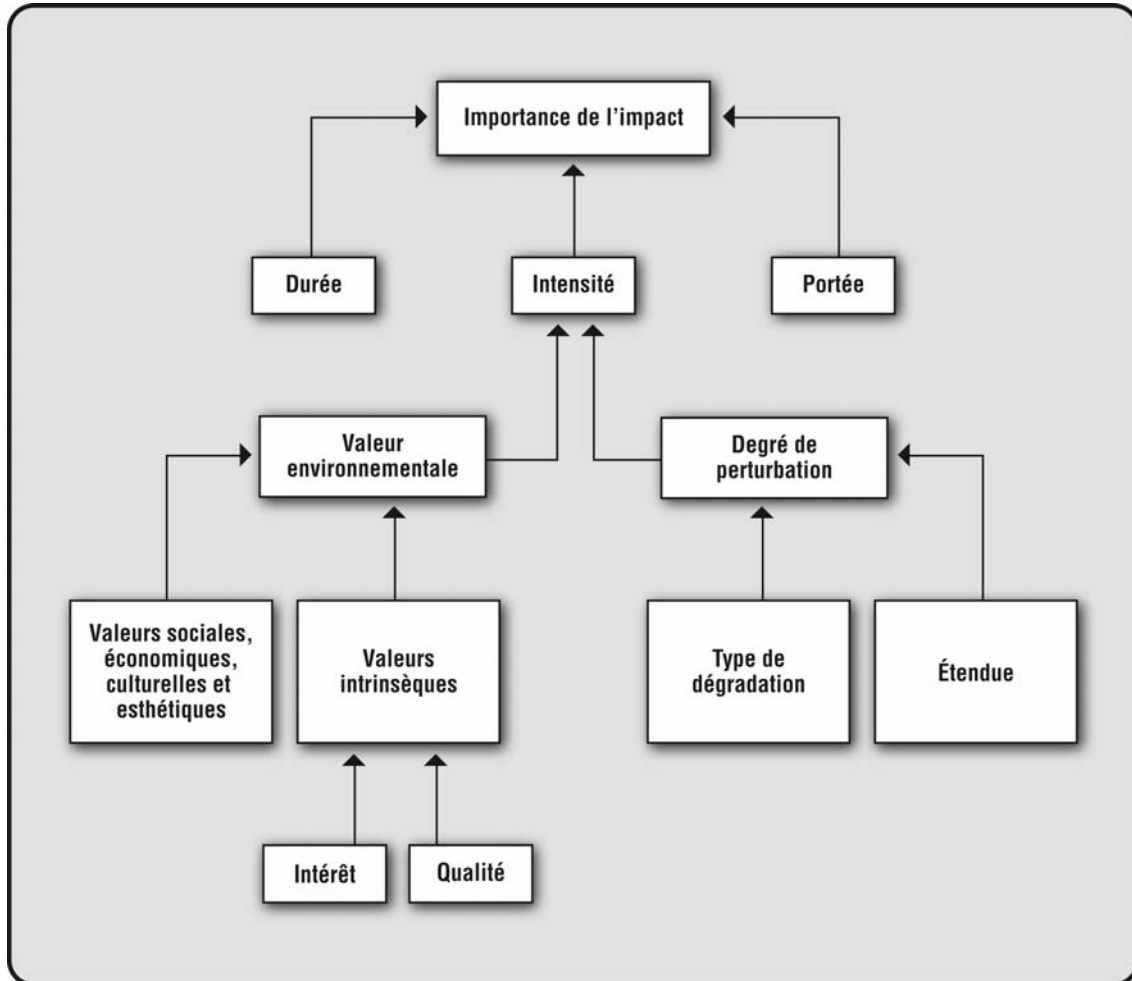 Importance de l'impact
Durée
Intensité
Portée
Valeur
environnementale
Degré de
perturbation
Valeurs sociales,
économiques,
culturelles et
esthétiques
Valeurs
intrinsèques
Type de
dégradation
Étendue
Intérêt
Qualité